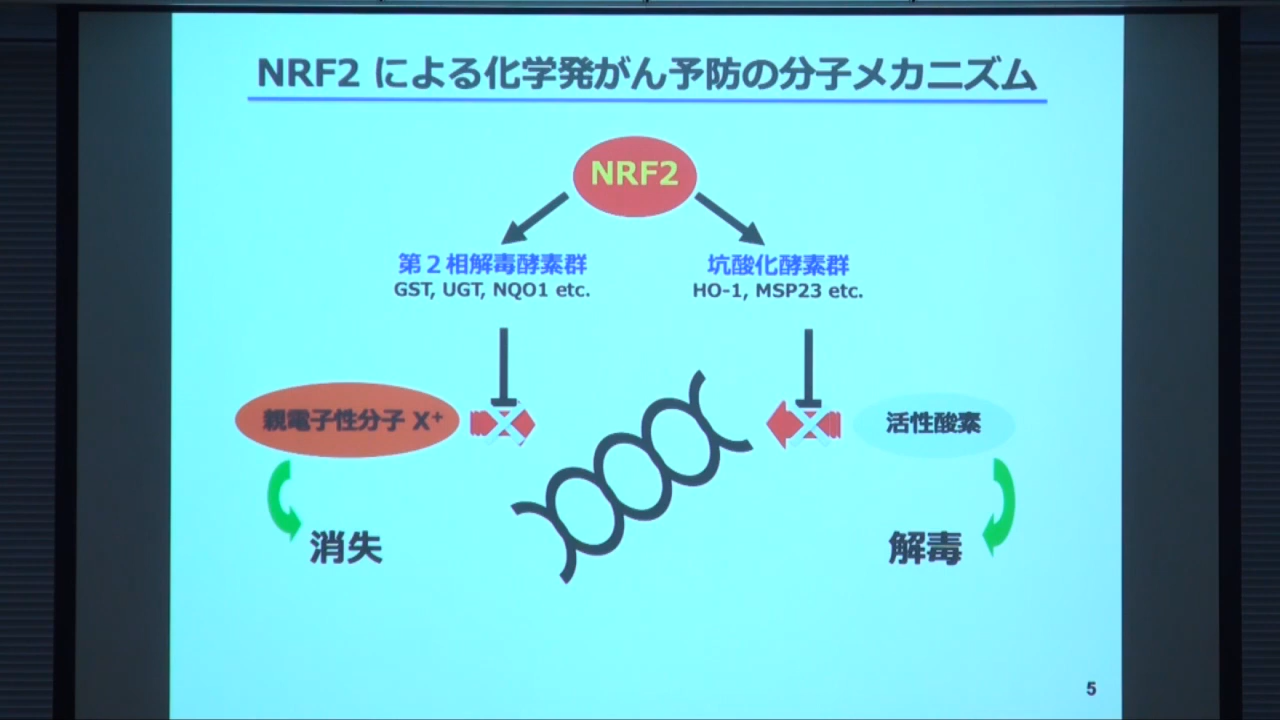 NRF2 による化学発がん予防の分子メカニズム
NRF2
第２相解毒酵素群
GST, UGT, NQO1 etc.
坑酸化酵素群
HO-1, MSP23 etc.
親電子性分子 X⁺
活性酸素
消失
解毒
5